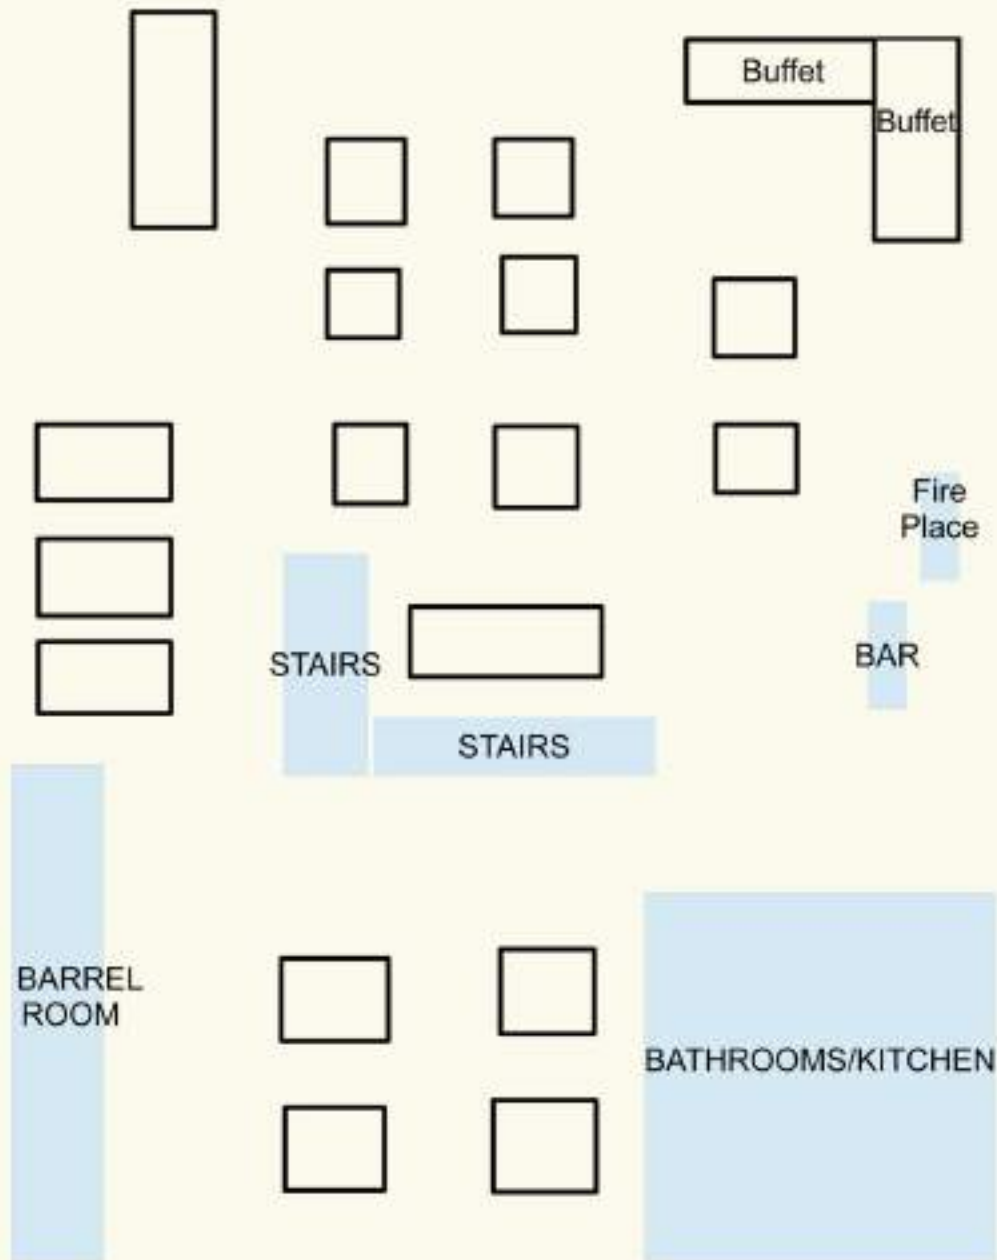 Buffet
Buffet
Fire
Place
STAIRS
BAR
STAIRS
BARREL
ROOM
BATHROOMS/KITCHEN